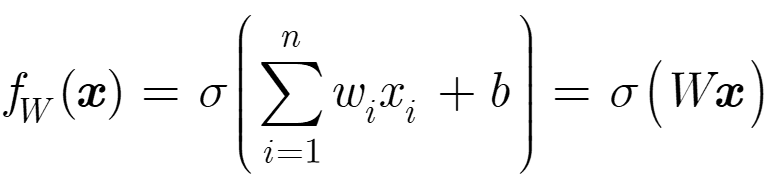 f_W(x) = σ( ∑_{i=1}^{n} w_i x_i + b ) = σ(Wx)